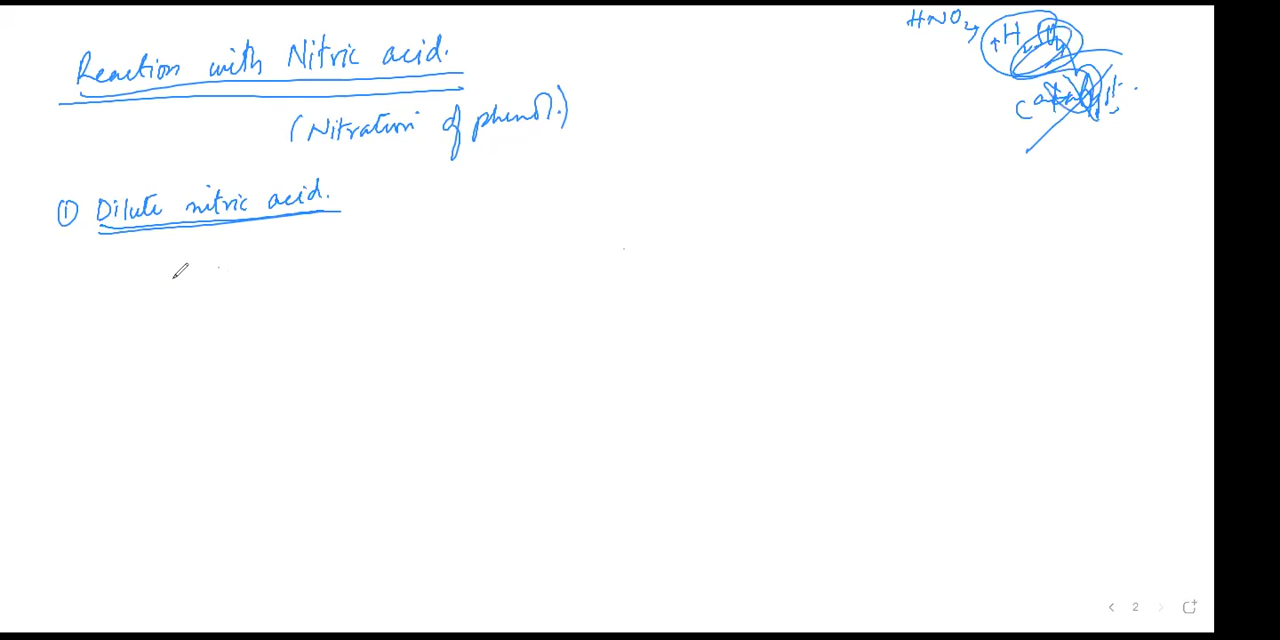 HNO3
Reaction with Nitric acid.
(Nitration of phenol.)
① Dilute nitric acid.
2